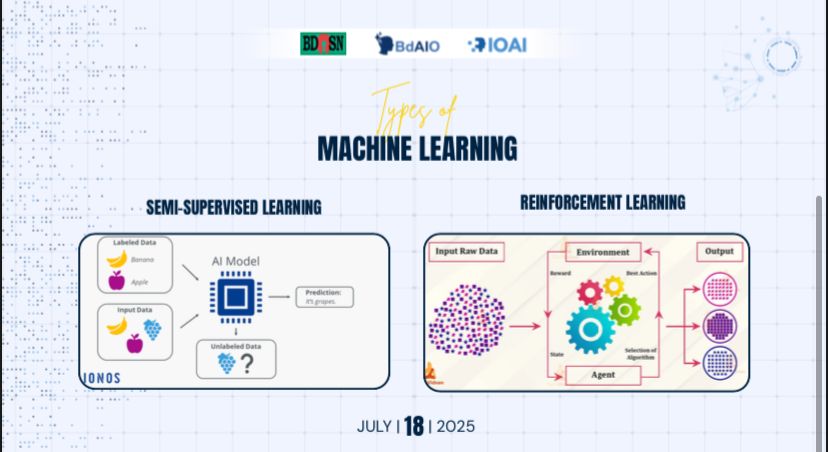 BDOSN
BdAIO
IOAI
Types of
MACHINE LEARNING
SEMI-SUPERVISED LEARNING
Labeled Data
Banana
Apple
Input Data
AI Model
Prediction:
It's grapes.
Unlabeled Data
?
IONOS
REINFORCEMENT LEARNING
Input Raw Data
Environment
Output
Reward
Best Action
State
Selection of
Algorithm
Agent
JULY | 18 | 2025